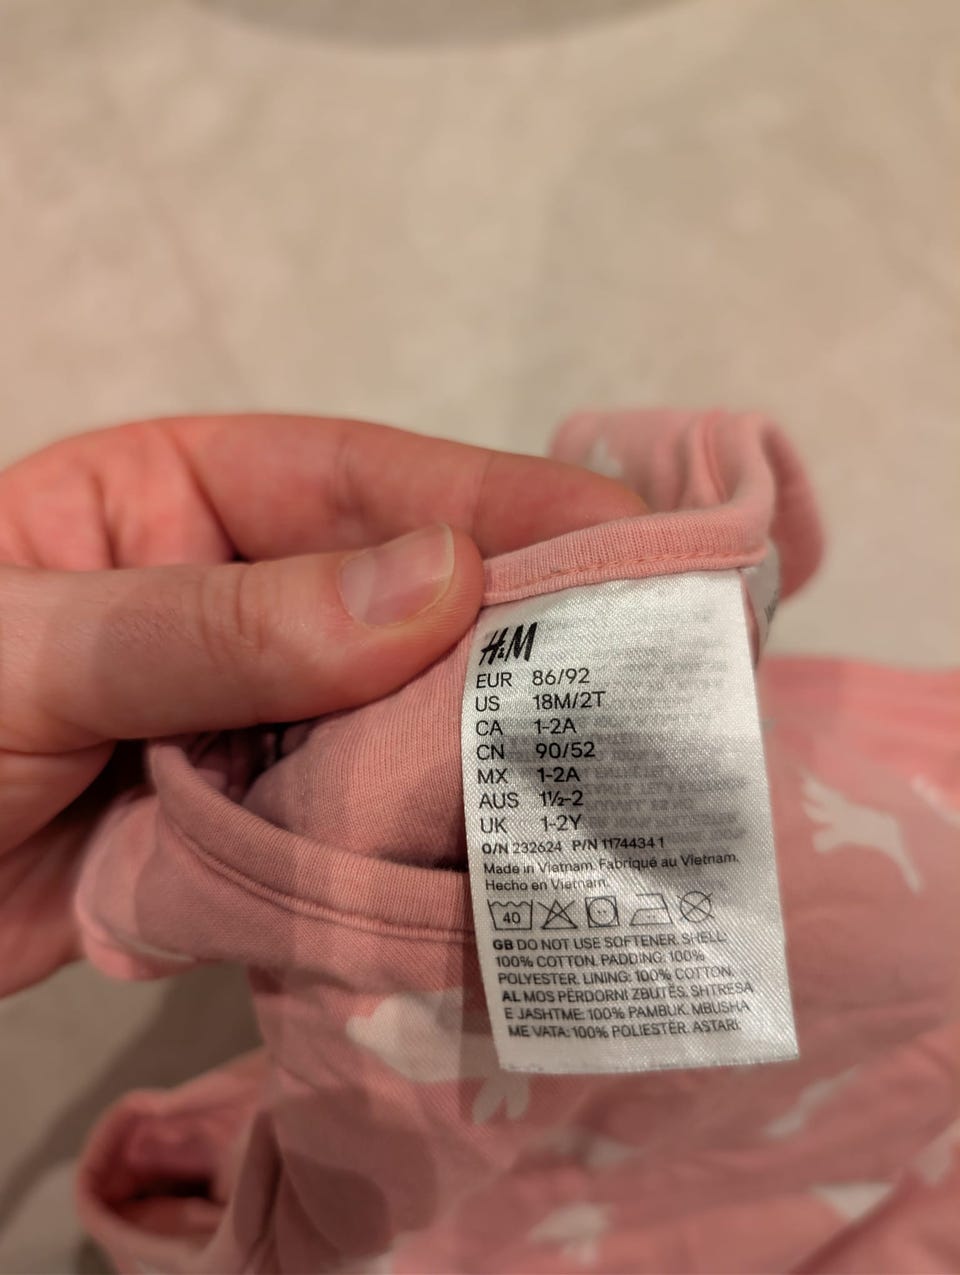 H&M
EUR 86/92
US 18M/2T
CA 1-2A
CN 90/52
MX 1-2A
AUS 1½-2
UK 1-2Y
O/N 232624 P/N 1174434 1
Made in Vietnam. Fabriqué au Vietnam.
Hecho en Vietnam.
40
GB DO NOT USE SOFTENER. SHELL:
100% COTTON. PADDING: 100%
POLYESTER. LINING: 100% COTTON.
AL MOS PËRDORNI ZBUTËS. SHTRESA
E JASHTME: 100% PAMBUK. MBUSHA
ME VATA: 100% POLIESTËR. ASTARI: